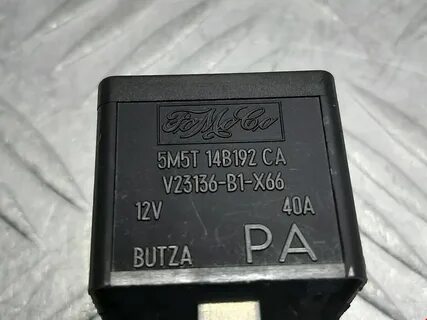 FoMoCo
5M5T 14B192 CA
V23136-B1-X66
12V 40A
BUTZA PA